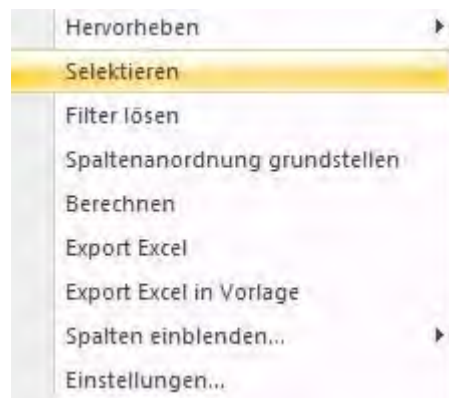 Hervorheben
Selektieren
Filter lösen
Spaltenanordnung grundstellen
Berechnen
Export Excel
Export Excel in Vorlage
Spalten einblenden...
Einstellungen...